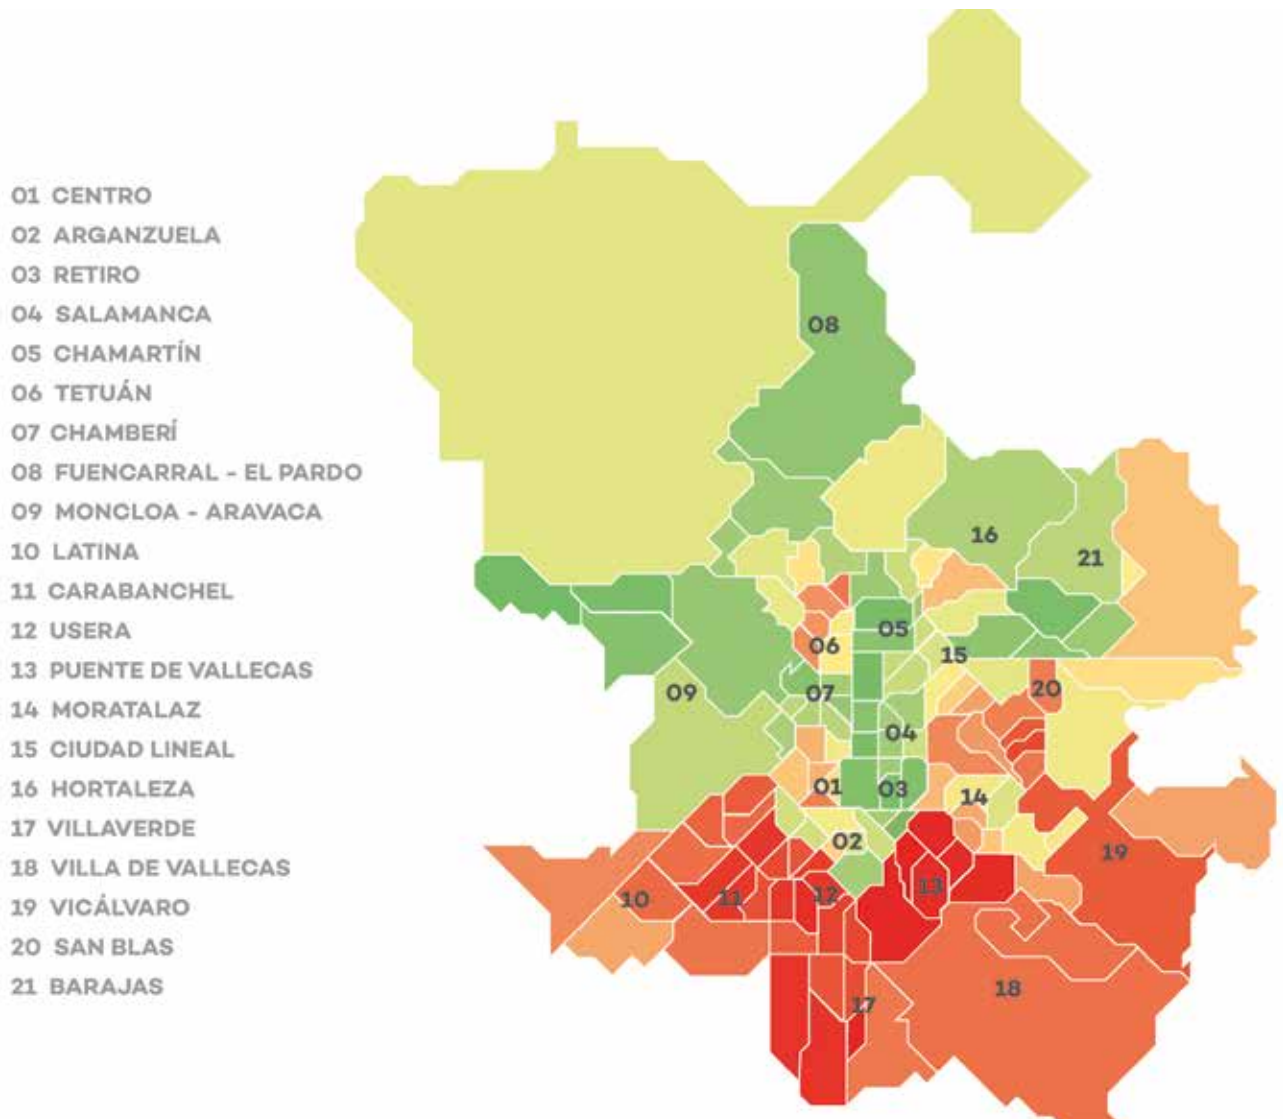 01 CENTRO
02 ARGANZUELA
03 RETIRO
04 SALAMANCA
05 CHAMARTÍN
06 TETUÁN
07 CHAMBERÍ
08 FUENCARRAL - EL PARDO
09 MONCLOA - ARAVACA
10 LATINA
11 CARABANCHEL
12 USERA
13 PUENTE DE VALLECAS
14 MORATALAZ
15 CIUDAD LINEAL
16 HORTALEZA
17 VILLAVERDE
18 VILLA DE VALLECAS
19 VICÁLVARO
20 SAN BLAS
21 BARAJAS
08
16
21
05
06
15
09
07
20
04
01
03
14
02
19
10
11
12
13
18
17